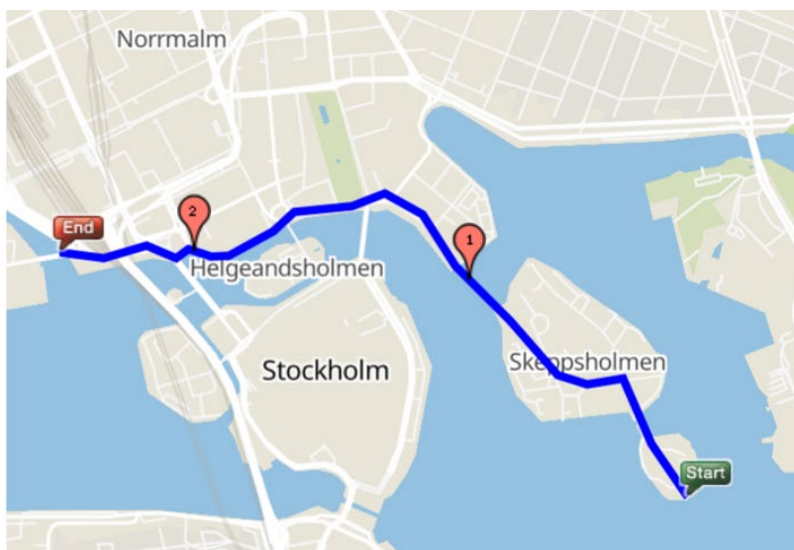 Norrmalm
2
End
1
Helgeandsholmen
Skeppsholmen
Stockholm
Start